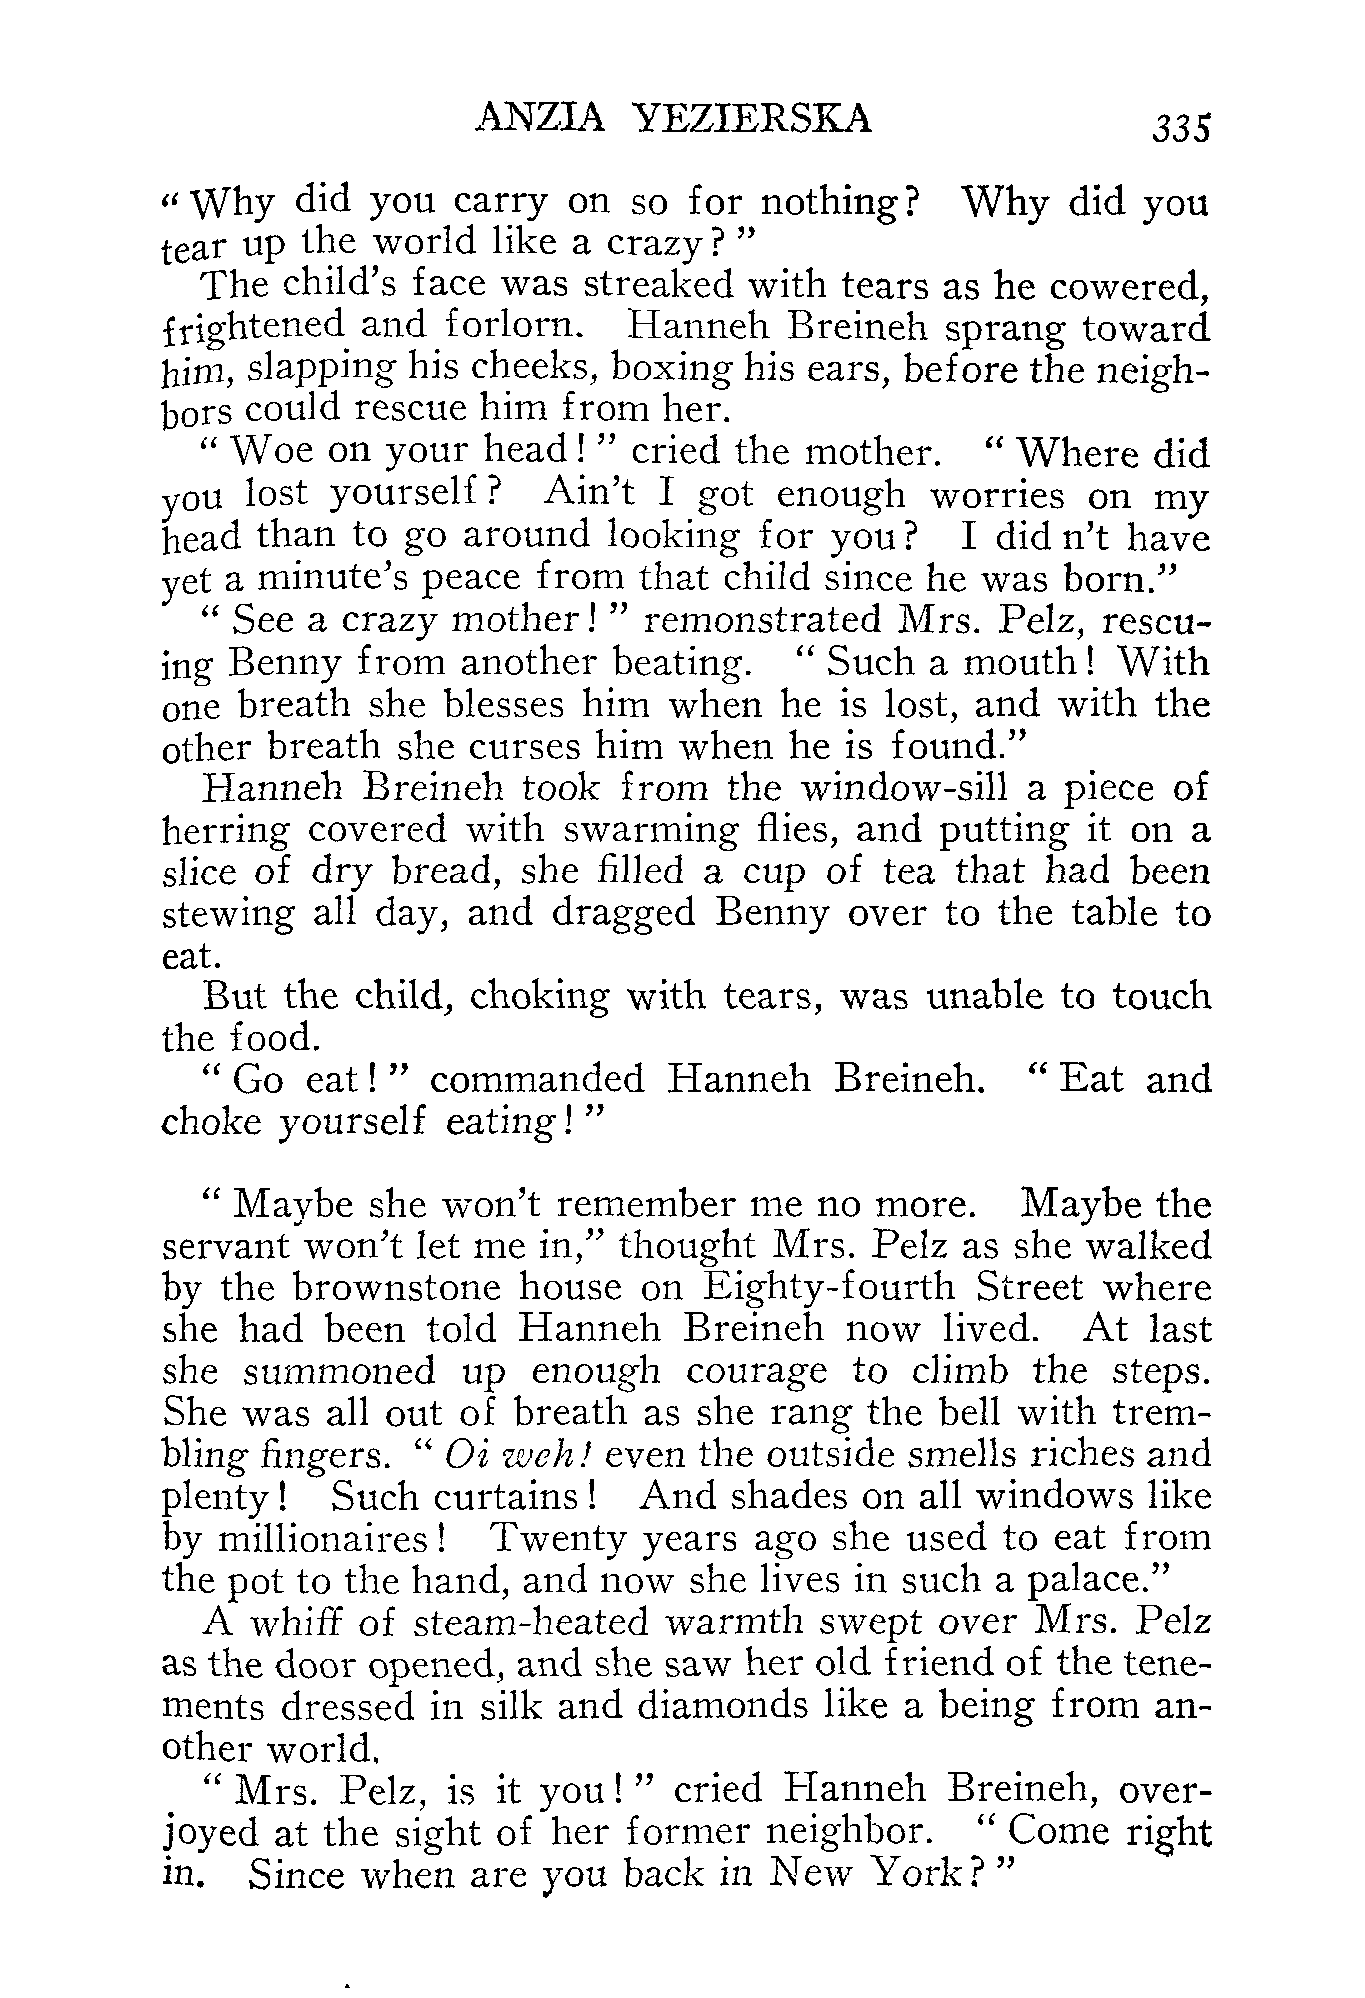 ANZIA YEZIERSKA 335
“ Why did you carry on so for nothing? Why did you
tear up the world like a crazy? ”
The child’s face was streaked with tears as he cowered,
frightened and forlorn. Hanneh Breineh sprang toward
him, slapping his cheeks, boxing his ears, before the neigh-
bors could rescue him from her.
“ Woe on your head! ” cried the mother. “ Where did
you lost yourself? Ain’t I got enough worries on my
head than to go around looking for you? I did n’t have
yet a minute’s peace from that child since he was born.”
“ See a crazy mother! ” remonstrated Mrs. Pelz, rescu-
ing Benny from another beating. “ Such a mouth! With
one breath she blesses him when he is lost, and with the
other breath she curses him when he is found.”
Hanneh Breineh took from the window-sill a piece of
herring covered with swarming flies, and putting it on a
slice of dry bread, she filled a cup of tea that had been
stewing all day, and dragged Benny over to the table to
eat.
But the child, choking with tears, was unable to touch
the food.
“ Go eat! ” commanded Hanneh Breineh. “ Eat and
choke yourself eating! ”
“ Maybe she won’t remember me no more. Maybe the
servant won’t let me in,” thought Mrs. Pelz as she walked
by the brownstone house on Eighty-fourth Street where
she had been told Hanneh Breineh now lived. At last
she summoned up enough courage to climb the steps.
She was all out of breath as she rang the bell with trem-
bling fingers. “ Oi weh! even the outside smells riches and
plenty! Such curtains! And shades on all windows like
by millionaires! Twenty years ago she used to eat from
the pot to the hand, and now she lives in such a palace.”
A whiff of steam-heated warmth swept over Mrs. Pelz
as the door opened, and she saw her old friend of the tene-
ments dressed in silk and diamonds like a being from an-
other world.
“ Mrs. Pelz, is it you! ” cried Hanneh Breineh, over-
joyed at the sight of her former neighbor. “ Come right
in. Since when are you back in New York? ”